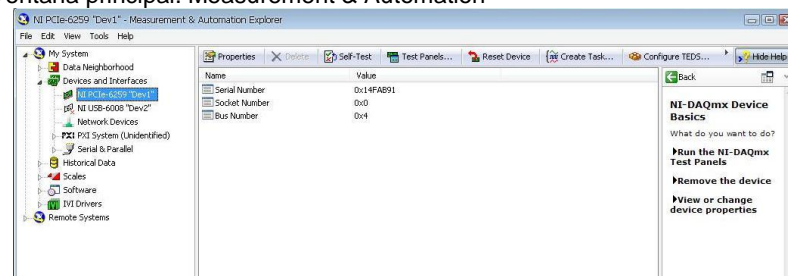 entana principal. Measurement & Automation
NI PCIe-6259 "Dev1" - Measurement & Automation Explorer
File Edit View Tools Help
My System
Data Neighborhood
Devices and Interfaces
NI PCIe-6259 "Dev1"
NI USB-6008 "Dev2"
Network Devices
PXI PXI System (Unidentified)
Serial & Parallel
Historical Data
Scales
Software
IVI Drivers
Remote Systems
Properties Delete Self-Test Test Panels... Reset Device Create Task... Configure TEDS... Hide Help
Name Value
Serial Number 0x14FAB91
Socket Number 0x0
Bus Number 0x4
Back
NI-DAQmx Device
Basics
What do you want to do?
Run the NI-DAQmx
Test Panels
Remove the device
View or change
device properties